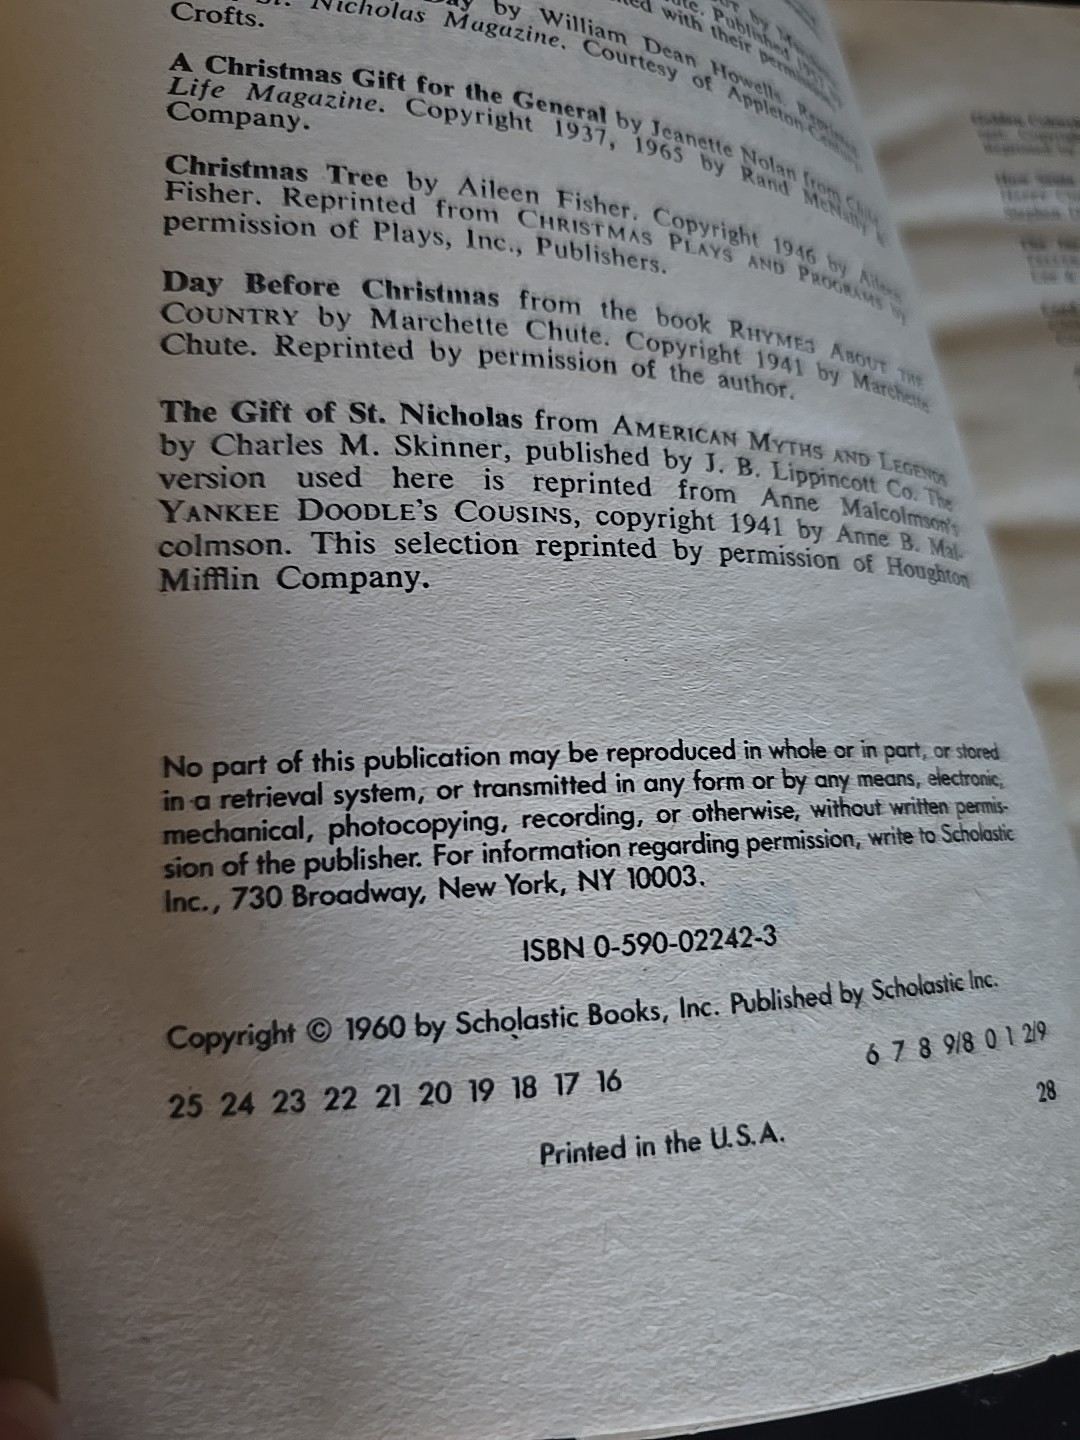 by William Dean Howells. Reprinted
St. Nicholas Magazine. Courtesy of Appleton-Century-
Crofts.
A Christmas Gift for the General by Jeanette Nolan from Child
Life Magazine. Copyright 1937, 1965 by Rand McNally &
Company.
Christmas Tree by Aileen Fisher. Copyright 1946 by Aileen
Fisher. Reprinted from CHRISTMAS PLAYS AND PROGRAMS by
permission of Plays, Inc., Publishers.
Day Before Christmas from the book RHYMES ABOUT THE
COUNTRY by Marchette Chute. Copyright 1941 by Marchette
Chute. Reprinted by permission of the author.
The Gift of St. Nicholas from AMERICAN MYTHS AND LEGENDS
by Charles M. Skinner, published by J. B. Lippincott Co. The
version used here is reprinted from Anne Malcolmson's
YANKEE DOODLE'S COUSINS, copyright 1941 by Anne B. Mal-
colmson. This selection reprinted by permission of Houghton
Mifflin Company.
No part of this publication may be reproduced in whole or in part, or stored
in a retrieval system, or transmitted in any form or by any means, electronic,
mechanical, photocopying, recording, or otherwise, without written permis-
sion of the publisher. For information regarding permission, write to Scholastic
Inc., 730 Broadway, New York, NY 10003.
ISBN 0-590-02242-3
Copyright © 1960 by Scholastic Books, Inc. Published by Scholastic Inc.
25 24 23 22 21 20 19 18 17 16 6 7 8 9/8 0 1 2/9
28
Printed in the U.S.A.